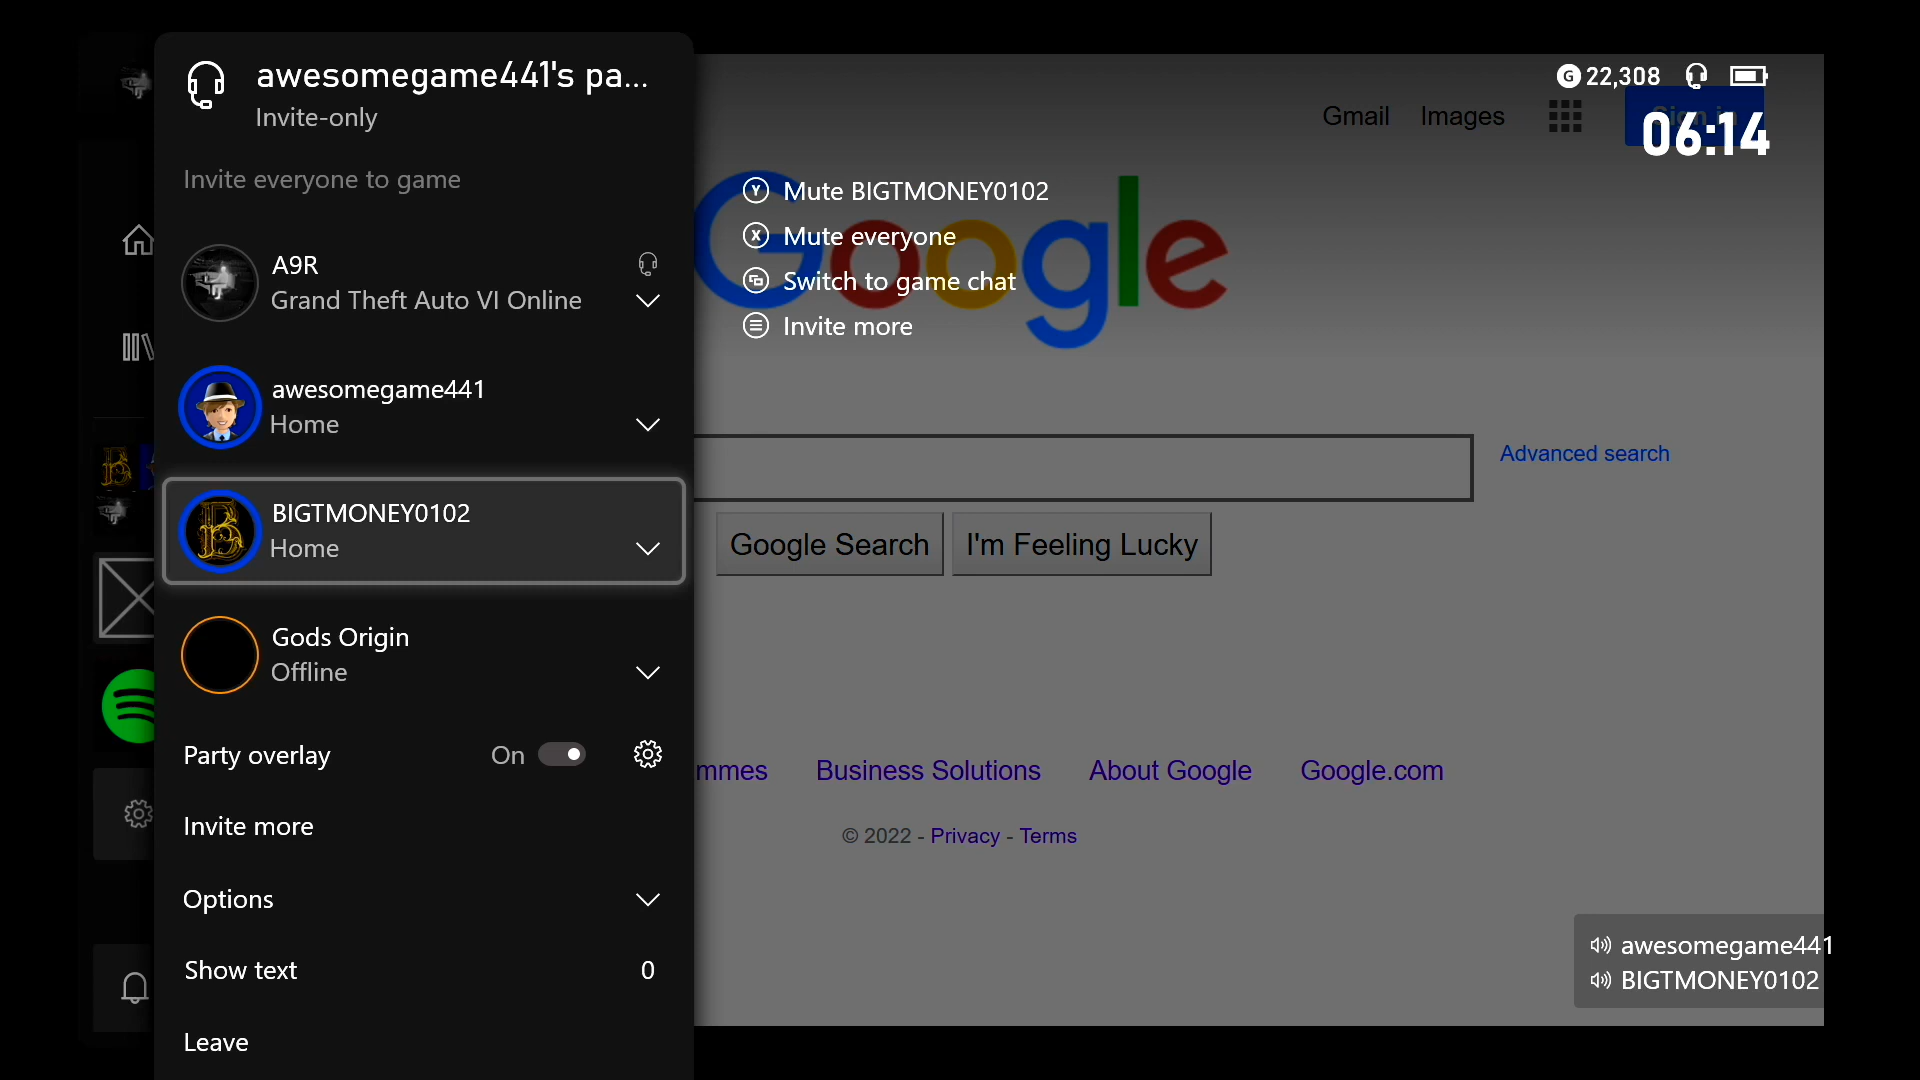 awesomegame441's pa...
Invite-only
Invite everyone to game
A9R
Grand Theft Auto VI Online
awesomegame441
Home
BIGTMONEY0102
Home
Gods Origin
Offline
Party overlay On
Invite more
Options
Show text 0
Leave
Y Mute BIGTMONEY0102
X Mute everyone
Switch to game chat
Invite more
G 22,308
06:14
Gmail Images Sign in
Google
Advanced search
Google Search I'm Feeling Lucky
mmes Business Solutions About Google Google.com
© 2022 - Privacy - Terms
awesomegame441
BIGTMONEY0102